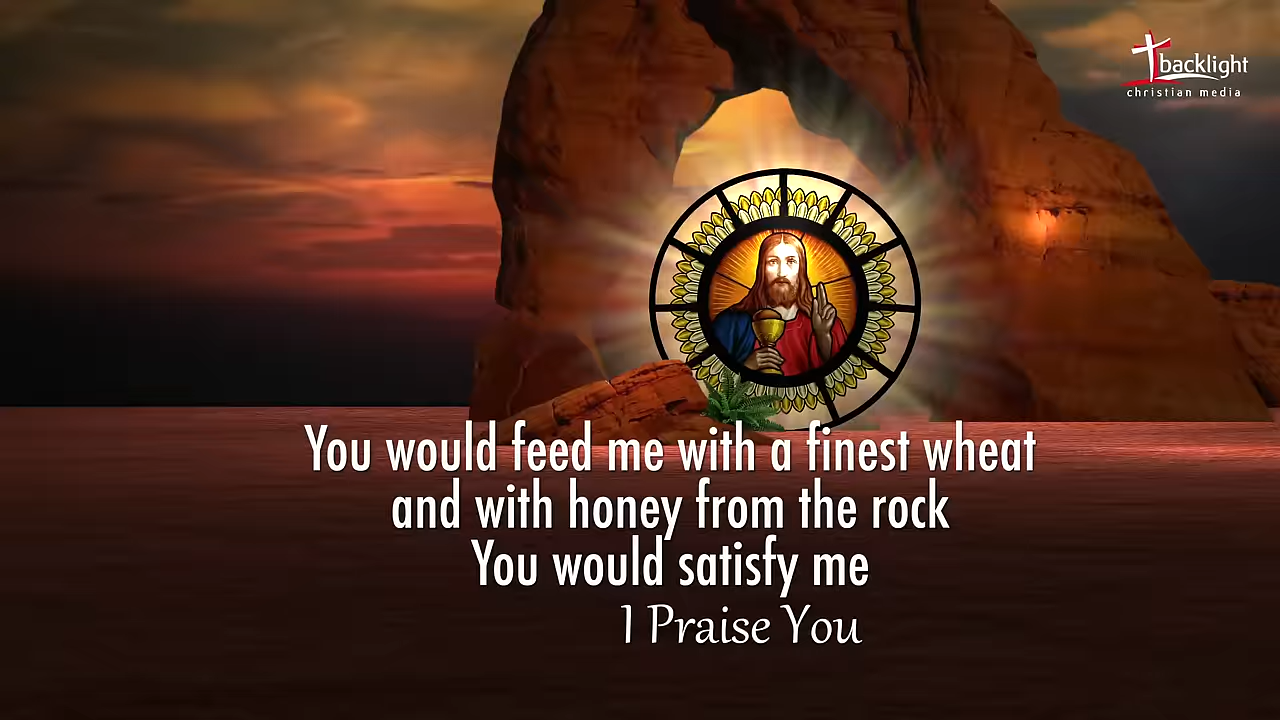 backlight
christian media
You would feed me with a finest wheat
and with honey from the rock
You would satisfy me
I Praise You